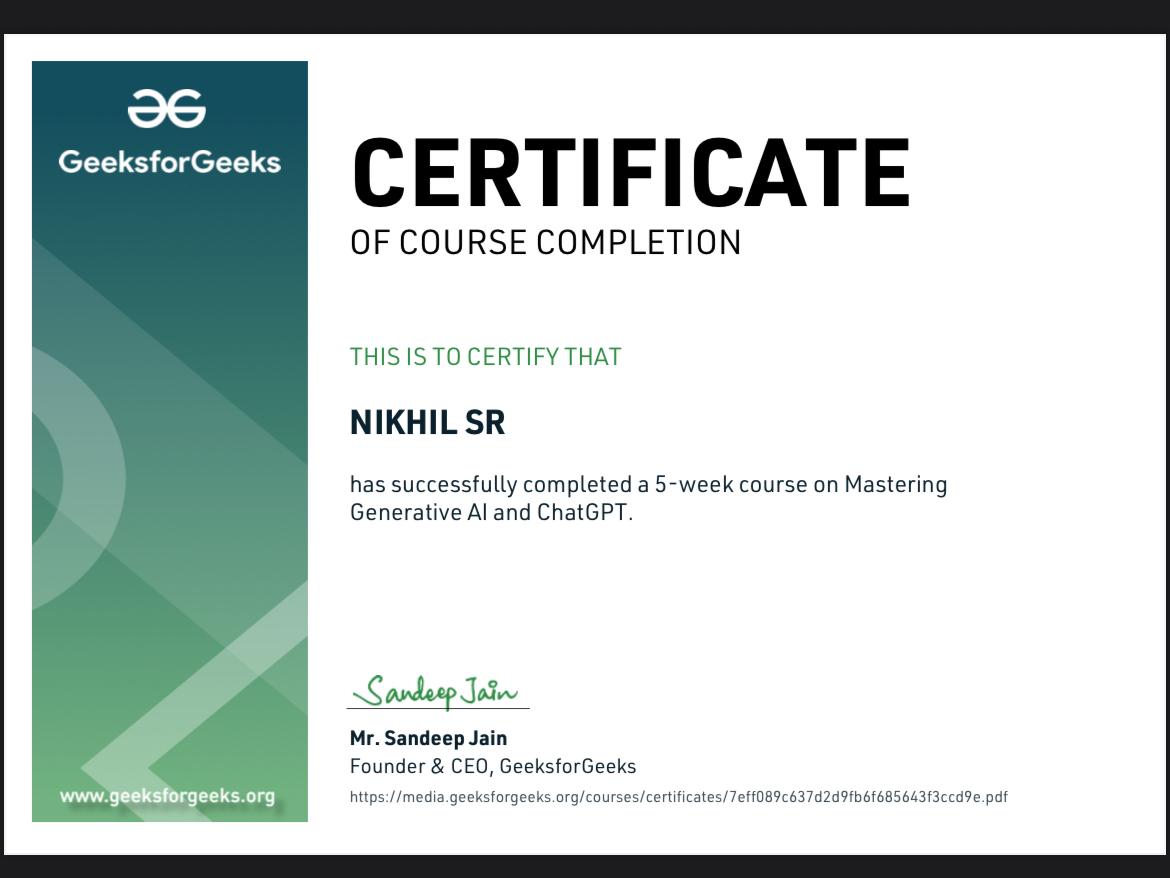 GeeksforGeeks
CERTIFICATE
OF COURSE COMPLETION
THIS IS TO CERTIFY THAT
NIKHIL SR
has successfully completed a 5-week course on Mastering
Generative AI and ChatGPT.
Sandeep Jain
Mr. Sandeep Jain
Founder & CEO, GeeksforGeeks
https://media.geeksforgeeks.org/courses/certificates/7eff089c637d2d9fb6f685643f3ccd9e.pdf
www.geeksforgeeks.org